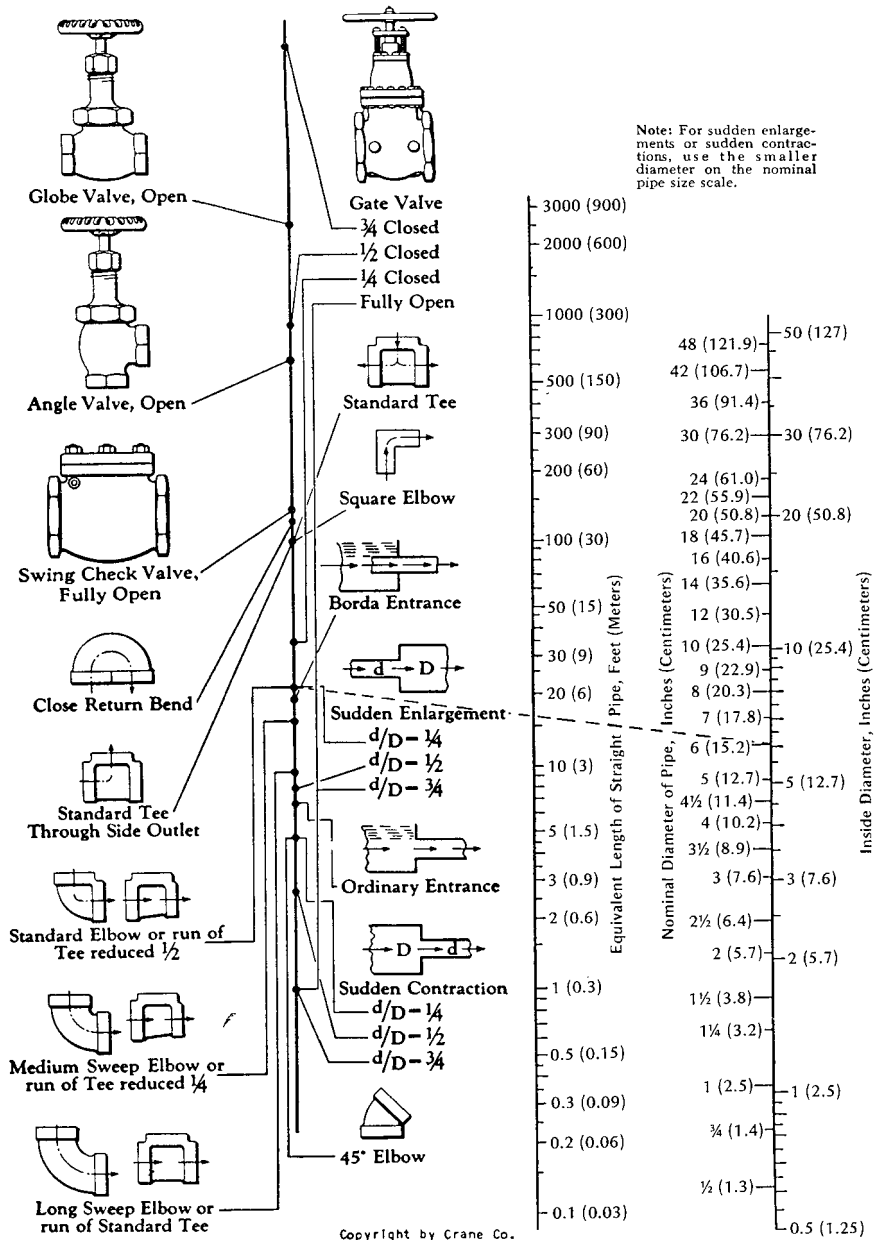 Globe Valve, Open
Angle Valve, Open
Swing Check Valve,
Fully Open
Close Return Bend
Standard Tee
Through Side Outlet
Standard Elbow or run of
Tee reduced ½
Medium Sweep Elbow or
run of Tee reduced ¼
Long Sweep Elbow or
run of Standard Tee
Gate Valve
¾ Closed
½ Closed
¼ Closed
Fully Open
Standard Tee
Square Elbow
Borda Entrance
d D
Sudden Enlargement
d/D-¼
d/D-½
d/D-¾
Ordinary Entrance
D d
Sudden Contraction
d/D-¼
d/D-½
d/D-¾
45° Elbow
Copyright by Crane Co.
Note: For sudden enlarge-
ments or sudden contrac-
tions, use the smaller
diameter on the nominal
pipe size scale.
3000 (900)
2000 (600)
1000 (300)
500 (150)
300 (90)
200 (60)
100 (30)
50 (15)
30 (9)
20 (6)
10 (3)
5 (1.5)
3 (0.9)
2 (0.6)
1 (0.3)
0.5 (0.15)
0.3 (0.09)
0.2 (0.06)
0.1 (0.03)
Equivalent Length of Straight Pipe, Feet (Meters)
Nominal Diameter of Pipe, Inches (Centimeters)
48 (121.9)
42 (106.7)
36 (91.4)
30 (76.2)
24 (61.0)
22 (55.9)
20 (50.8)
18 (45.7)
16 (40.6)
14 (35.6)
12 (30.5)
10 (25.4)
9 (22.9)
8 (20.3)
7 (17.8)
6 (15.2)
5 (12.7)
4½ (11.4)
4 (10.2)
3½ (8.9)
3 (7.6)
2½ (6.4)
2 (5.7)
1½ (3.8)
1¼ (3.2)
1 (2.5)
¾ (1.4)
½ (1.3)
50 (127)
30 (76.2)
20 (50.8)
10 (25.4)
5 (12.7)
3 (7.6)
2 (5.7)
1 (2.5)
0.5 (1.25)
Inside Diameter, Inches (Centimeters)